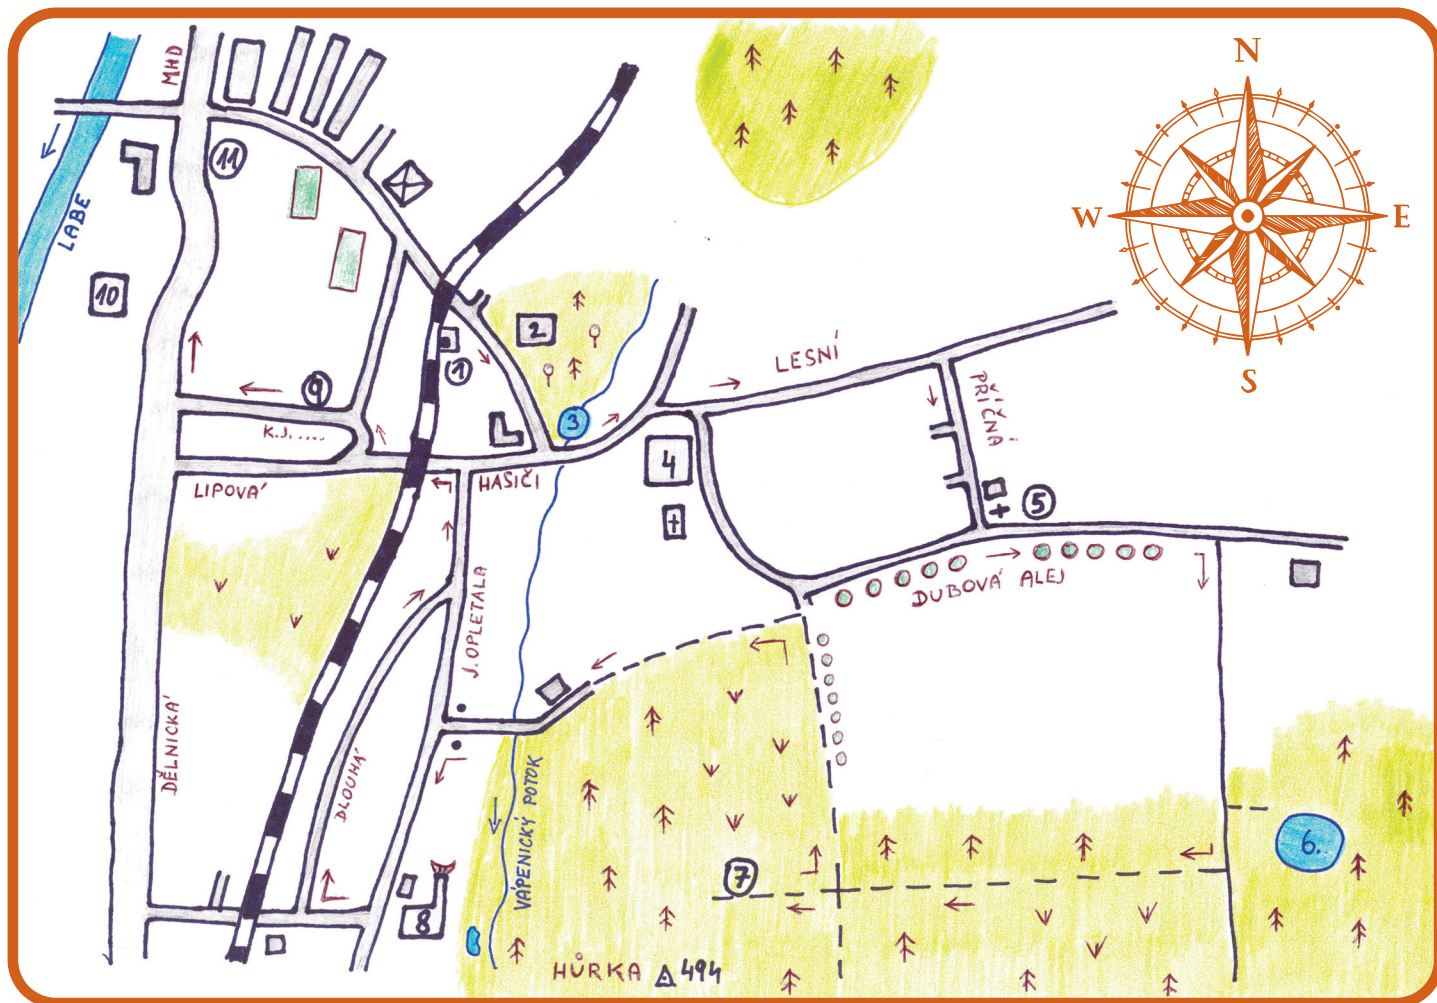 MHD
N
W
E
S
LABE
11
10
1
2
3
LESNÍ
PŘÍČNÁ
9
K.J. ....
4
LIPOVÁ
HASIČI
5
DUBOVÁ ALEJ
J. OPLETALA
DĚLNICKÁ
DLOUHÁ
VÁPENICKÝ POTOK
6.
7
8
HŮRKA 494